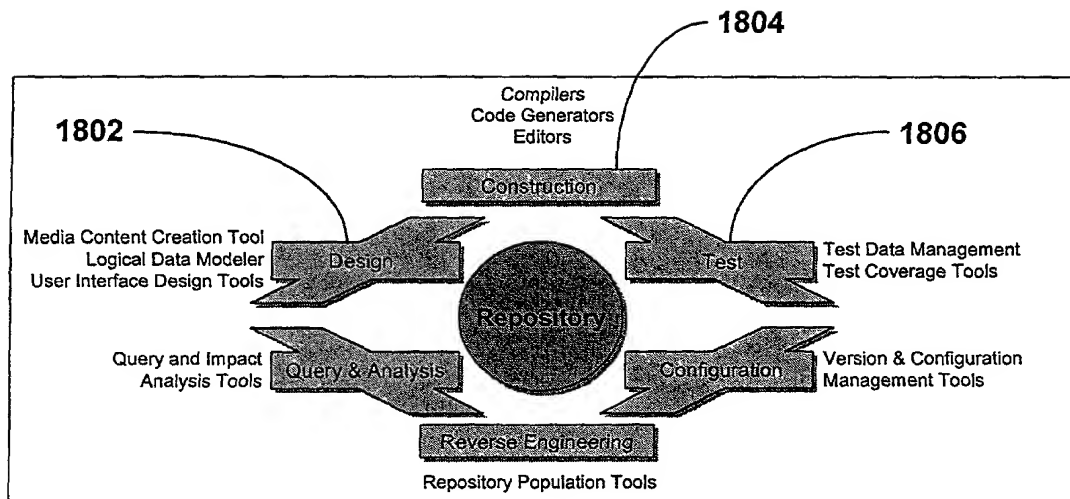 1804
Compilers
Code Generators
Editors
1802
1806
Construction
Media Content Creation Tool
Logical Data Modeler
User Interface Design Tools
Design
Test
Test Data Management
Test Coverage Tools
Repository
Query and Impact
Analysis Tools
Query & Analysis
Configuration
Version & Configuration
Management Tools
Reverse Engineering
Repository Population Tools